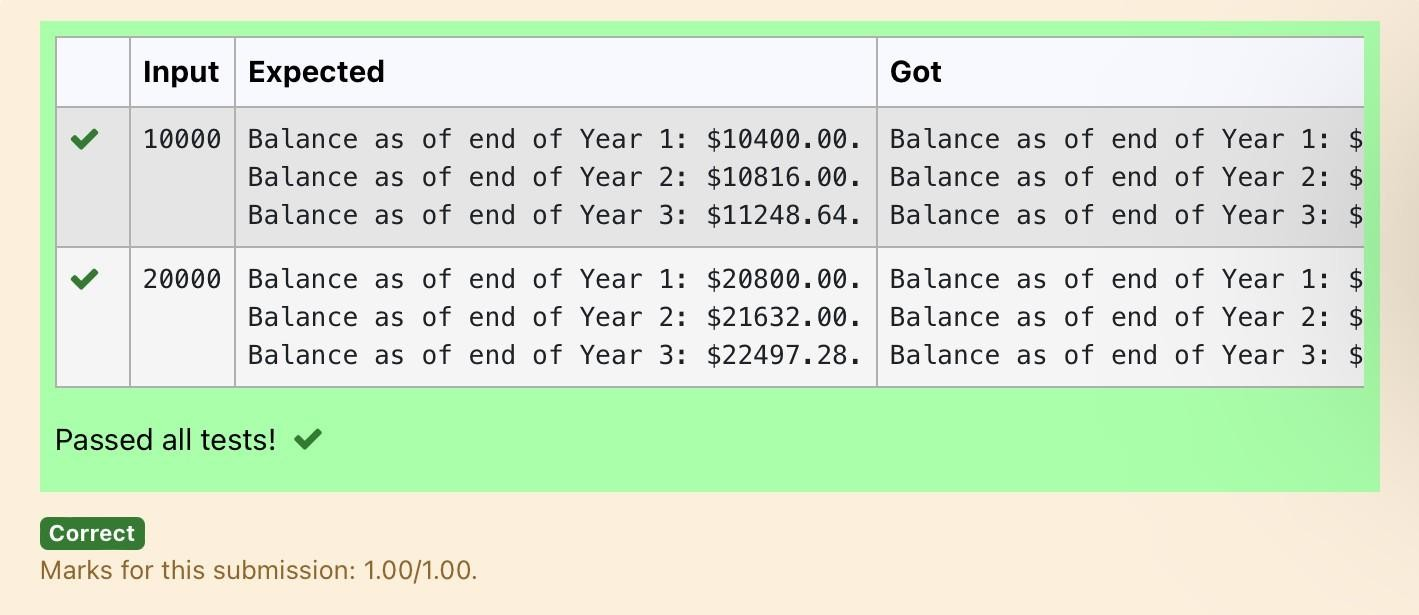 Input Expected Got
10000 Balance as of end of Year 1: $10400.00. Balance as of end of Year 1: $
Balance as of end of Year 2: $10816.00. Balance as of end of Year 2: $
Balance as of end of Year 3: $11248.64. Balance as of end of Year 3: $
20000 Balance as of end of Year 1: $20800.00. Balance as of end of Year 1: $
Balance as of end of Year 2: $21632.00. Balance as of end of Year 2: $
Balance as of end of Year 3: $22497.28. Balance as of end of Year 3: $
Passed all tests!
Correct
Marks for this submission: 1.00/1.00.